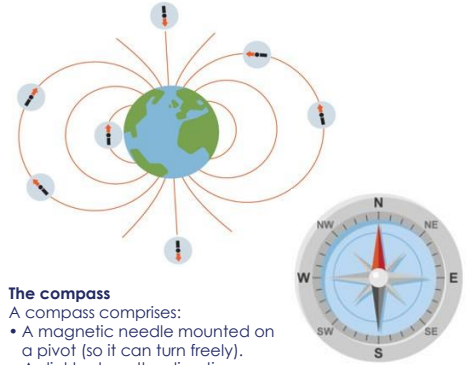 N
NW
NE
W
E
SW
SE
S
The compass
A compass comprises:
• A magnetic needle mounted on
a pivot (so it can turn freely).